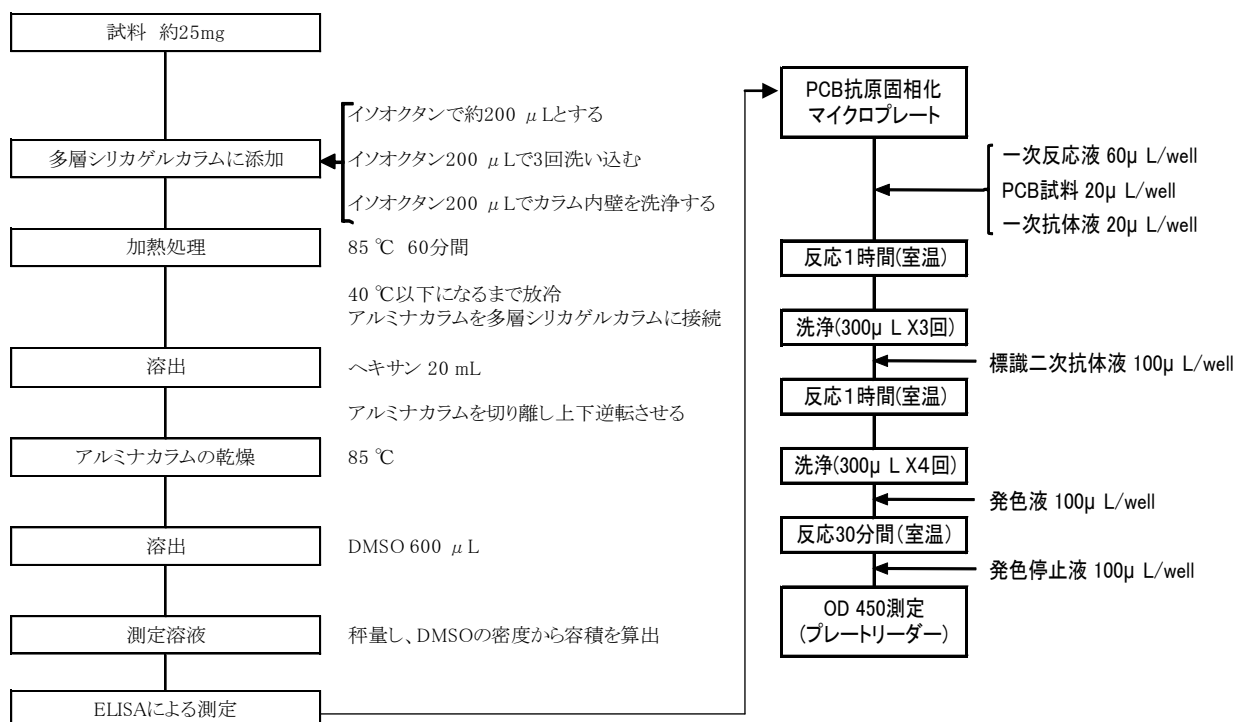 試料 約25mg
イソオクタンで約200 μLとする
多層シリカゲルカラムに添加
イソオクタン200 μLで3回洗い込む
イソオクタン200 μLでカラム内壁を洗浄する
加熱処理
85 ℃ 60分間
40 ℃以下になるまで放冷
アルミナカラムを多層シリカゲルカラムに接続
溶出
ヘキサン 20 mL
アルミナカラムを切り離し上下逆転させる
アルミナカラムの乾燥
85 ℃
溶出
DMSO 600 μL
測定溶液
秤量し、DMSOの密度から容積を算出
ELISAによる測定
PCB抗原固相化
マイクロプレート
一次反応液 60μ L/well
PCB試料 20μ L/well
一次抗体液 20μ L/well
反応1時間(室温)
洗浄(300μ L X3回)
標識二次抗体液 100μ L/well
反応1時間(室温)
洗浄(300μ L X4回)
発色液 100μ L/well
反応30分間(室温)
発色停止液 100μ L/well
OD 450測定
(プレートリーダー)